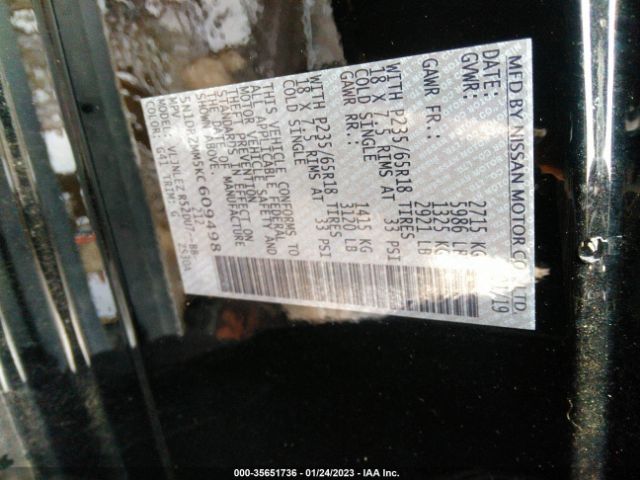 MFD BY NISSAN MOTOR CO., LTD
DATE: /19
GVWR: 2715 KG
5986 LB
GAWR FR.: 1325 KG
2921 LB
WITH P235/65R18 TIRES
18 X 7.5 RIMS AT 33 PSI
COLD SINGLE
GAWR RR.: 1415 KG
3120 LB
WITH P235/65R18 TIRES
18 X 7.5 RIMS AT 33 PSI
COLD SINGLE
THIS VEHICLE CONFORMS TO
ALL APPLICABLE FEDERAL
MOTOR VEHICLE SAFETY AND
THEFT PREVENTION
STANDARDS IN EFFECT ON
THE DATE OF MANUFACTURE
SHOWN ABOVE.
609498
MPV
MODEL:
COLOR: G41 TRIM: G
000-35651736 - 01/24/2023 - IAA Inc.